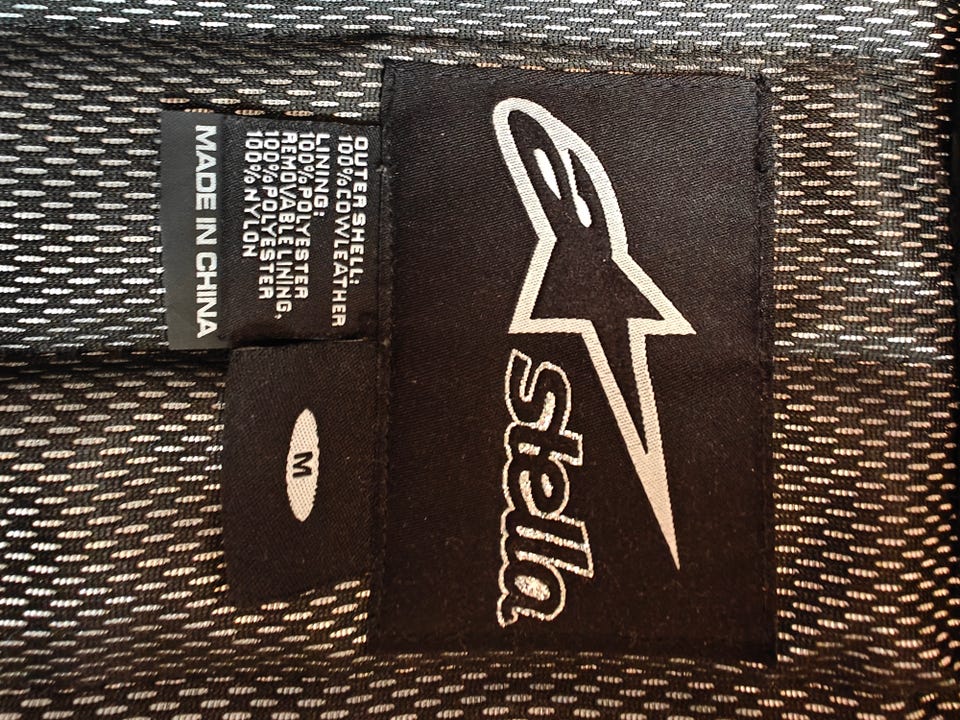 Stella
OUTER SHELL:
100% COWLEATHER
LINING:
100% POLYESTER
REMOVABLE LINING,
100% POLYESTER
100% NYLON
MADE IN CHINA
M